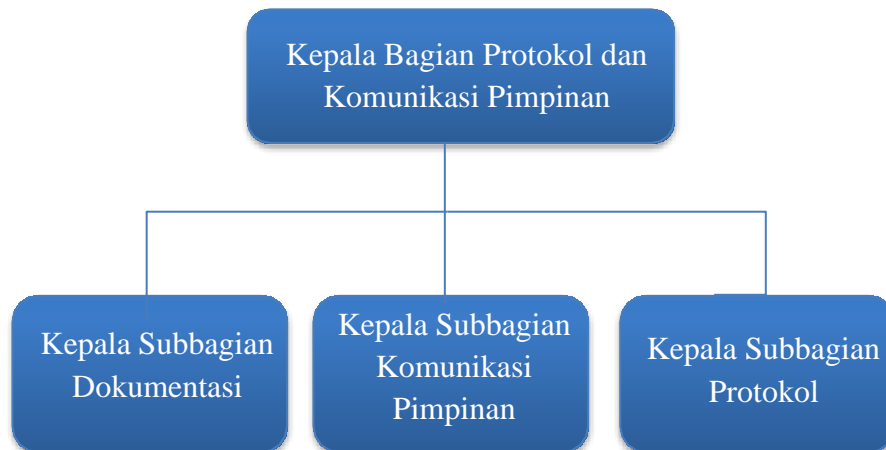 Kepala Bagian Protokol dan
Komunikasi Pimpinan
Kepala Subbagian
Dokumentasi
Kepala Subbagian
Komunikasi
Pimpinan
Kepala Subbagian
Protokol